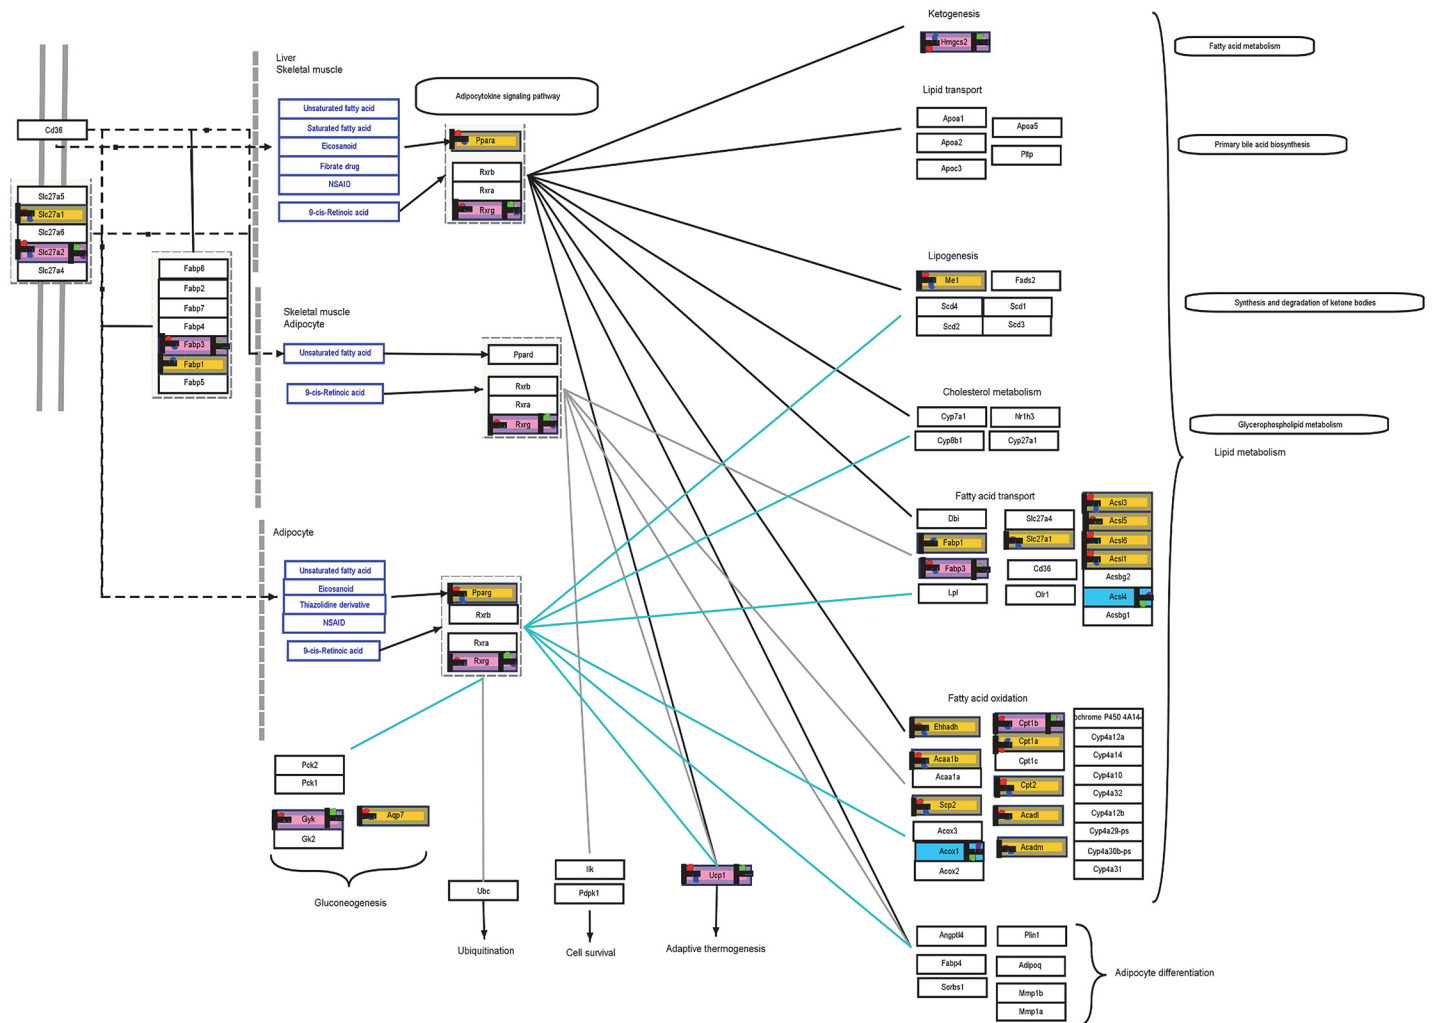 Cd36
Slc27a5
Slc27a1
Slc27a6
Slc27a2
Slc27a4
Fabp6
Fabp2
Fabp7
Fabp4
Fabp3
Fabp1
Fabp5
Liver
Skeletal muscle
Unsaturated fatty acid
Saturated fatty acid
Eicosanoid
Fibrate drug
NSAID
9-cis-Retinoic acid
Adipocytokine signaling pathway
Ppara
Rxrb
Rxra
Rxrg
Skeletal muscle
Adipocyte
Unsaturated fatty acid
9-cis-Retinoic acid
Ppard
Rxrb
Rxra
Rxrg
Adipocyte
Unsaturated fatty acid
Eicosanoid
Thiazolidine derivative
NSAID
9-cis-Retinoic acid
Pparg
Rxrb
Rxra
Rxrg
Pck2
Pck1
Gyk
Gk2
Aqp7
Gluconeogenesis
Ubc
Ubiquitination
Ilk
Pdpk1
Cell survival
Ucp1
Adaptive thermogenesis
Ketogenesis
Hmgcs2
Lipid transport
Apoa1
Apoa2
Apoc3
Apoa5
Pltp
Lipogenesis
Me1
Fads2
Scd4
Scd1
Scd2
Scd3
Cholesterol metabolism
Cyp7a1
Nr1h3
Cyp8b1
Cyp27a1
Fatty acid transport
Dbi
Fabp1
Fabp3
Lpl
Slc27a4
Slc27a1
Cd36
Olr1
Acsl3
Acsl5
Acsl6
Acsl1
Acsbg2
Acsl4
Acsbg1
Fatty acid oxidation
Ehhadh
Acaa1b
Acaa1a
Scp2
Acox3
Acox1
Acox2
Cpt1b
Cpt1a
Cpt1c
Cpt2
Acadl
Acadm
ochrome P450 4A14-
Cyp4a12a
Cyp4a14
Cyp4a10
Cyp4a32
Cyp4a12b
Cyp4a29-ps
Cyp4a30b-ps
Cyp4a31
Angptl4
Fabp4
Sorbs1
Plin1
Adipoq
Mmp1b
Mmp1a
Adipocyte differentiation
Fatty acid metabolism
Primary bile acid biosynthesis
Synthesis and degradation of ketone bodies
Glycerophospholipid metabolism
Lipid metabolism